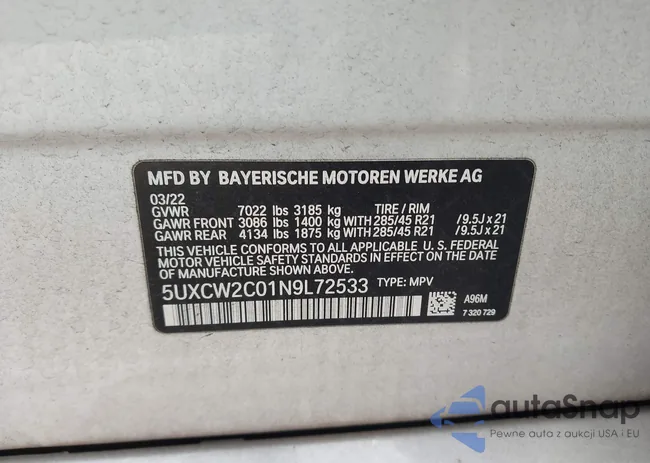 MFD BY BAYERISCHE MOTOREN WERKE AG
03/22
GVWR 7022 lbs 3185 kg TIRE / RIM
GAWR FRONT 3086 lbs 1400 kg WITH 285/45 R21 /9.5J x 21
GAWR REAR 4134 lbs 1875 kg WITH 285/45 R21 /9.5J x 21
THIS VEHICLE CONFORMS TO ALL APPLICABLE U. S. FEDERAL
MOTOR VEHICLE SAFETY STANDARDS IN EFFECT ON THE
DATE OF MANUFACTURE SHOWN ABOVE.
5UXCW2C01N9L72533 TYPE: MPV
A96M
7 320 729
autoSnap
Pewne auta z aukcji USA i EU